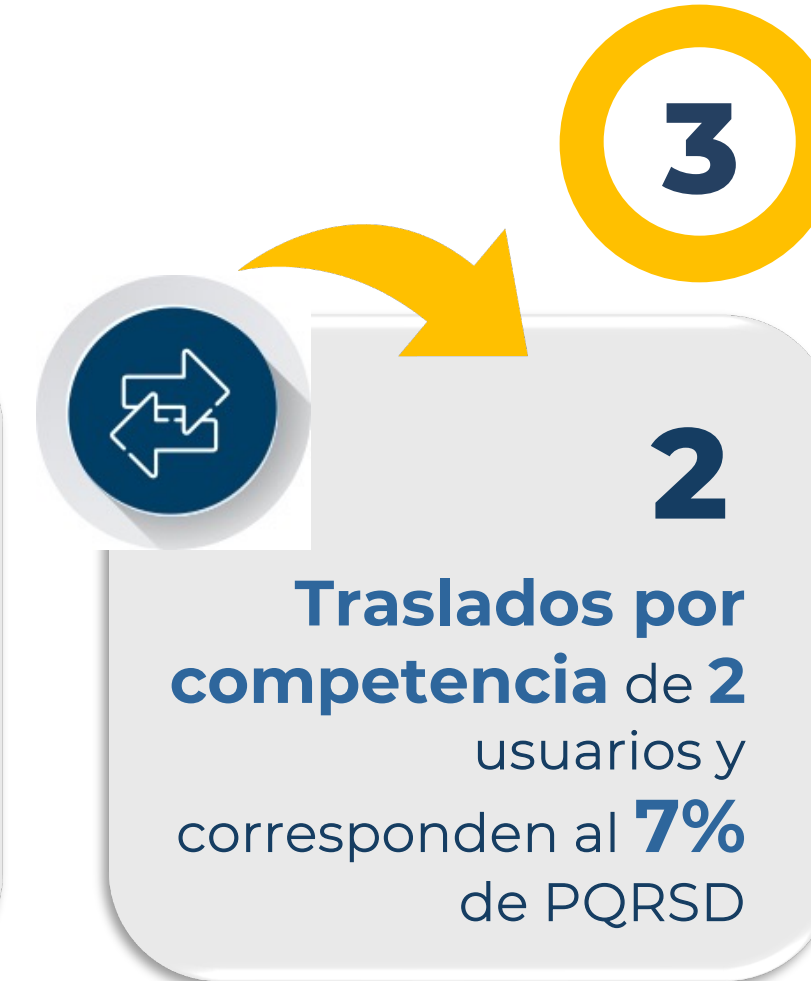 3
2
Traslados por
competencia de 2
usuarios y
corresponden al 7%
de PQRSD